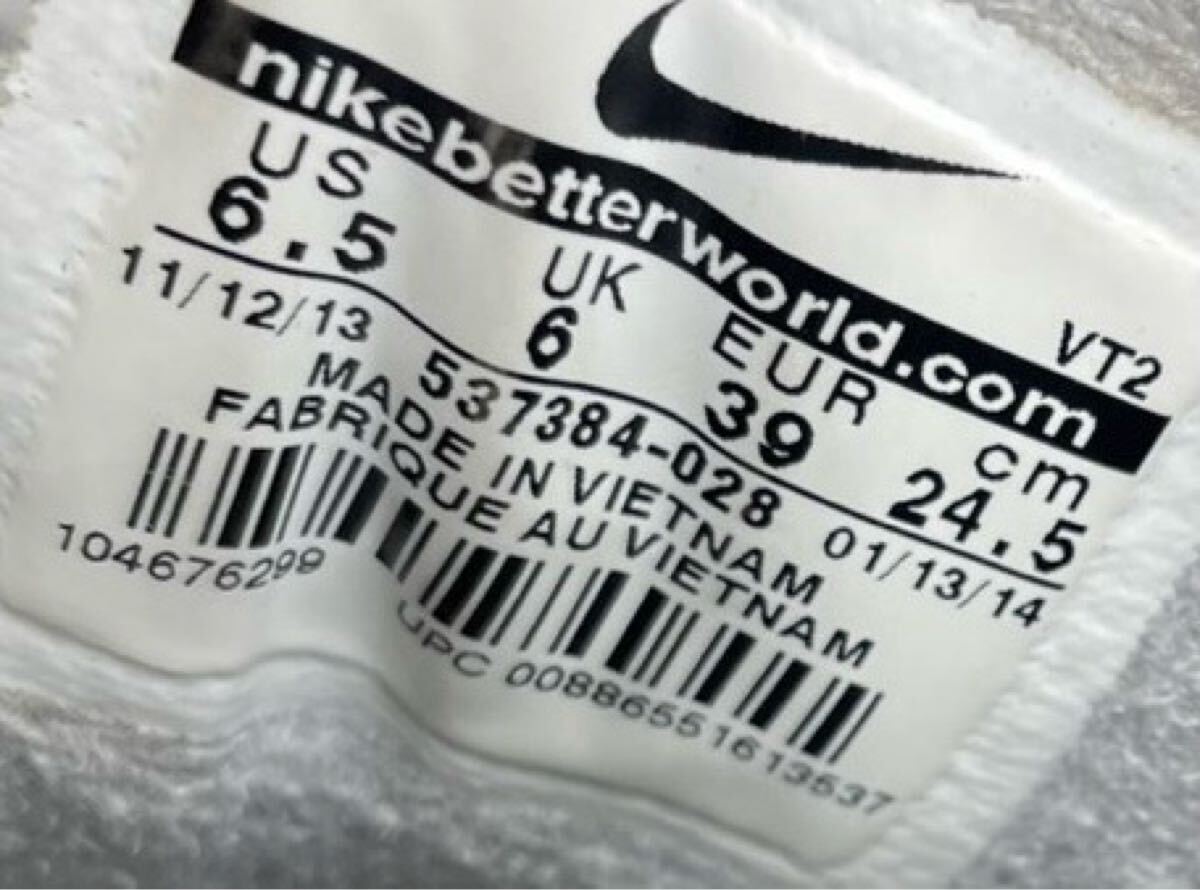 nikebetterworld.com
VT2
US UK EUR cm
6.5 6 39 24.5
11/12/13 537384-028 01/13/14
MADE IN VIETNAM
FABRIQUE AU VIETNAM
104676299
UPC 00886551613537